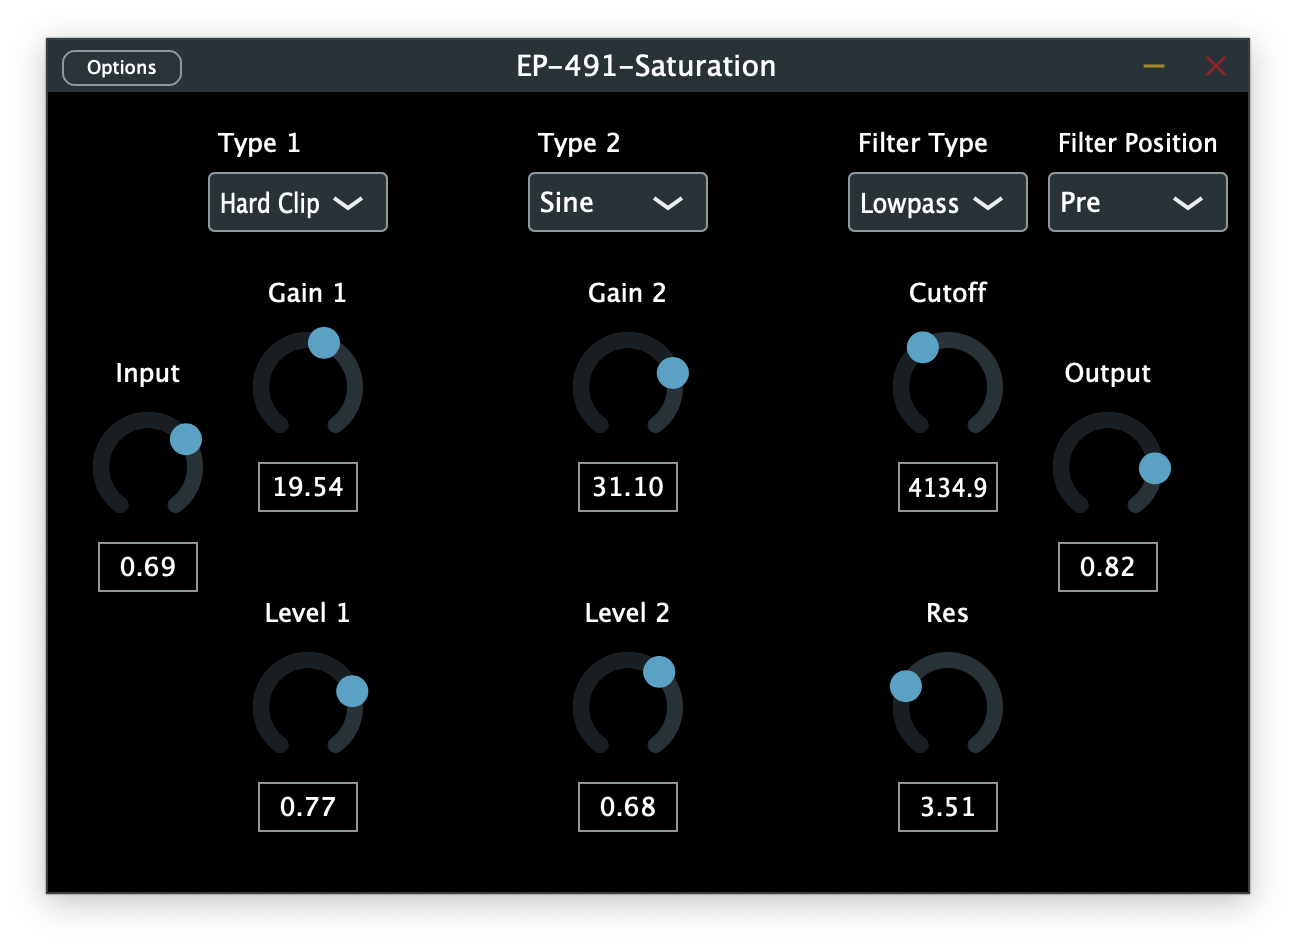 Options
EP-491-Saturation
Type 1
Type 2
Filter Type
Filter Position
Hard Clip
Sine
Lowpass
Pre
Gain 1
Gain 2
Cutoff
Input
Output
19.54
31.10
4134.9
0.69
0.82
Level 1
Level 2
Res
0.77
0.68
3.51